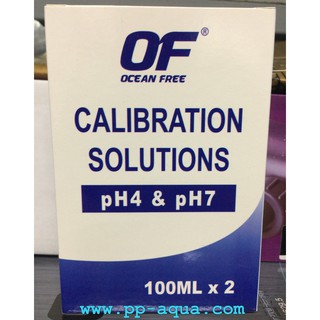 OF®
OCEAN FREE
CALIBRATION
SOLUTIONS
pH4 & pH7
100ML x 2
www.pp-aqua.com